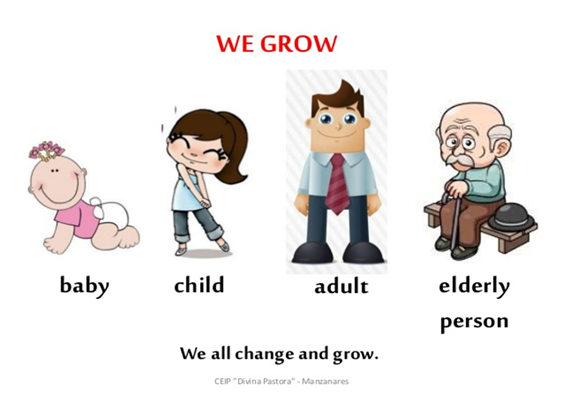 WE GROW
baby
child
adult
elderly
person
We all change and grow.
CEIP "Divina Pastora" - Manzanares